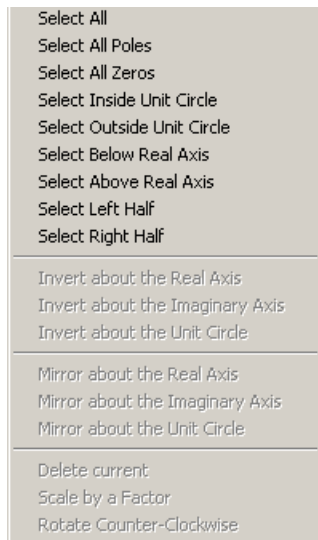 Select All
Select All Poles
Select All Zeros
Select Inside Unit Circle
Select Outside Unit Circle
Select Below Real Axis
Select Above Real Axis
Select Left Half
Select Right Half
Invert about the Real Axis
Invert about the Imaginary Axis
Invert about the Unit Circle
Mirror about the Real Axis
Mirror about the Imaginary Axis
Mirror about the Unit Circle
Delete current
Scale by a Factor
Rotate Counter-Clockwise